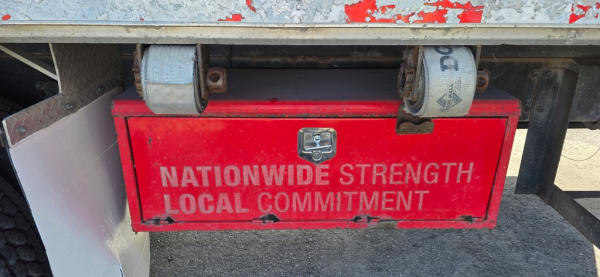 NATIONWIDE STRENGTH
LOCAL COMMITMENT